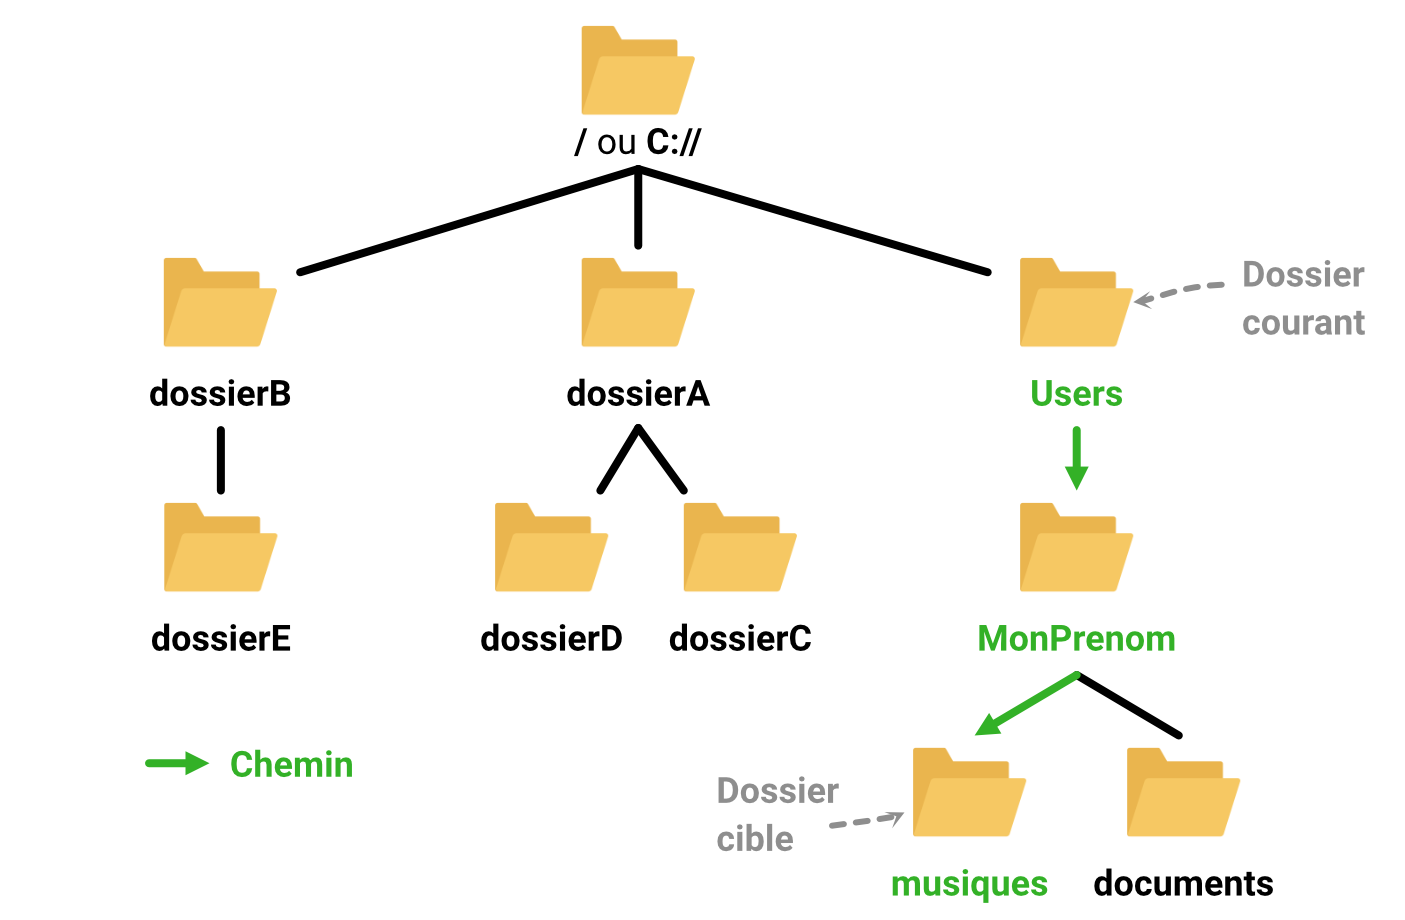 / ou C://
Dossier
courant
dossierB
dossierA
Users
dossierE
dossierD
dossierC
MonPrenom
Chemin
Dossier
cible
musiques
documents